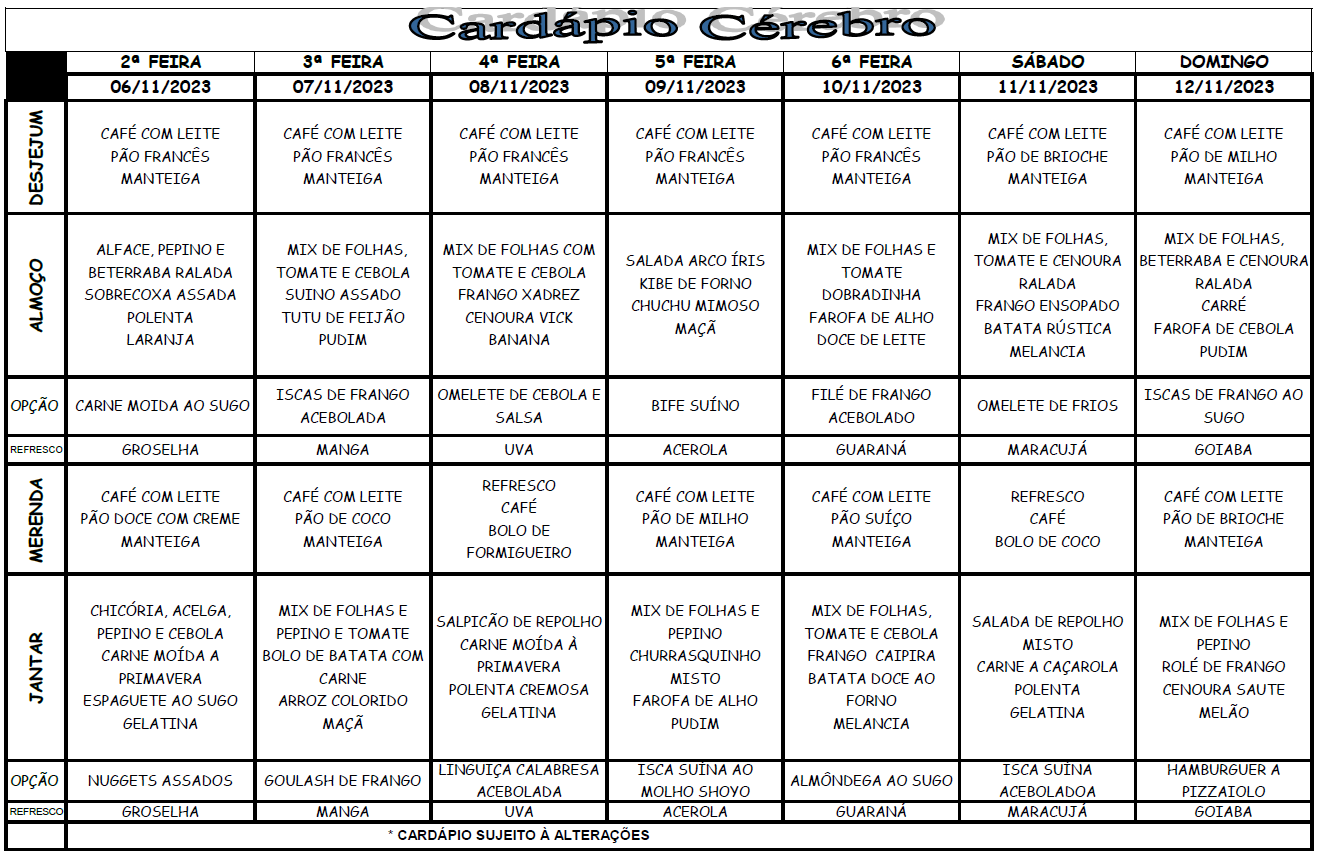 Cardápio Cérebro
2ª FEIRA 3ª FEIRA 4ª FEIRA 5ª FEIRA 6ª FEIRA SÁBADO DOMINGO
06/11/2023 07/11/2023 08/11/2023 09/11/2023 10/11/2023 11/11/2023 12/11/2023
DESJEJUM
CAFÉ COM LEITE
PÃO FRANCÊS
MANTEIGA
CAFÉ COM LEITE
PÃO FRANCÊS
MANTEIGA
CAFÉ COM LEITE
PÃO FRANCÊS
MANTEIGA
CAFÉ COM LEITE
PÃO FRANCÊS
MANTEIGA
CAFÉ COM LEITE
PÃO FRANCÊS
MANTEIGA
CAFÉ COM LEITE
PÃO DE BRIOCHE
MANTEIGA
CAFÉ COM LEITE
PÃO DE MILHO
MANTEIGA
ALMOÇO
ALFACE, PEPINO E
BETERRABA RALADA
SOBRECOXA ASSADA
POLENTA
LARANJA
MIX DE FOLHAS,
TOMATE E CEBOLA
SUINO ASSADO
TUTU DE FEIJÃO
PUDIM
MIX DE FOLHAS COM
TOMATE E CEBOLA
FRANGO XADREZ
CENOURA VICK
BANANA
SALADA ARCO ÍRIS
KIBE DE FORNO
CHUCHU MIMOSO
MAÇÃ
MIX DE FOLHAS E
TOMATE
DOBRADINHA
FAROFA DE ALHO
DOCE DE LEITE
MIX DE FOLHAS,
TOMATE E CENOURA
RALADA
FRANGO ENSOPADO
BATATA RÚSTICA
MELANCIA
MIX DE FOLHAS,
BETERRABA E CENOURA
RALADA
CARRÉ
FAROFA DE CEBOLA
PUDIM
OPÇÃO
CARNE MOIDA AO SUGO
ISCAS DE FRANGO
ACEBOLADA
OMELETE DE CEBOLA E
SALSA
BIFE SUÍNO
FILÉ DE FRANGO
ACEBOLADO
OMELETE DE FRIOS
ISCAS DE FRANGO AO
SUGO
REFRESCO GROSELHA MANGA UVA ACEROLA GUARANÁ MARACUJÁ GOIABA
MERENDA
CAFÉ COM LEITE
PÃO DOCE COM CREME
MANTEIGA
CAFÉ COM LEITE
PÃO DE COCO
MANTEIGA
REFRESCO
CAFÉ
BOLO DE
FORMIGUEIRO
CAFÉ COM LEITE
PÃO DE MILHO
MANTEIGA
CAFÉ COM LEITE
PÃO SUÍÇO
MANTEIGA
REFRESCO
CAFÉ
BOLO DE COCO
CAFÉ COM LEITE
PÃO DE BRIOCHE
MANTEIGA
JANTAR
CHICÓRIA, ACELGA,
PEPINO E CEBOLA
CARNE MOÍDA A
PRIMAVERA
ESPAGUETE AO SUGO
GELATINA
MIX DE FOLHAS E
PEPINO E TOMATE
BOLO DE BATATA COM
CARNE
ARROZ COLORIDO
MAÇÃ
SALPICÃO DE REPOLHO
CARNE MOÍDA À
PRIMAVERA
POLENTA CREMOSA
GELATINA
MIX DE FOLHAS E
PEPINO
CHURRASQUINHO
MISTO
FAROFA DE ALHO
PUDIM
MIX DE FOLHAS,
TOMATE E CEBOLA
FRANGO CAIPIRA
BATATA DOCE AO
FORNO
MELANCIA
SALADA DE REPOLHO
MISTO
CARNE A CAÇAROLA
POLENTA
GELATINA
MIX DE FOLHAS E
PEPINO
ROLÉ DE FRANGO
CENOURA SAUTE
MELÃO
OPÇÃO
NUGGETS ASSADOS
GOULASH DE FRANGO
LINGUIÇA CALABRESA
ACEBOLADA
ISCA SUÍNA AO
MOLHO SHOYO
ALMÔNDEGA AO SUGO
ISCA SUÍNA
ACEBOLADOA
HAMBURGUER A
PIZZAIOLO
REFRESCO GROSELHA MANGA UVA ACEROLA GUARANÁ MARACUJÁ GOIABA
* CARDÁPIO SUJEITO À ALTERAÇÕES